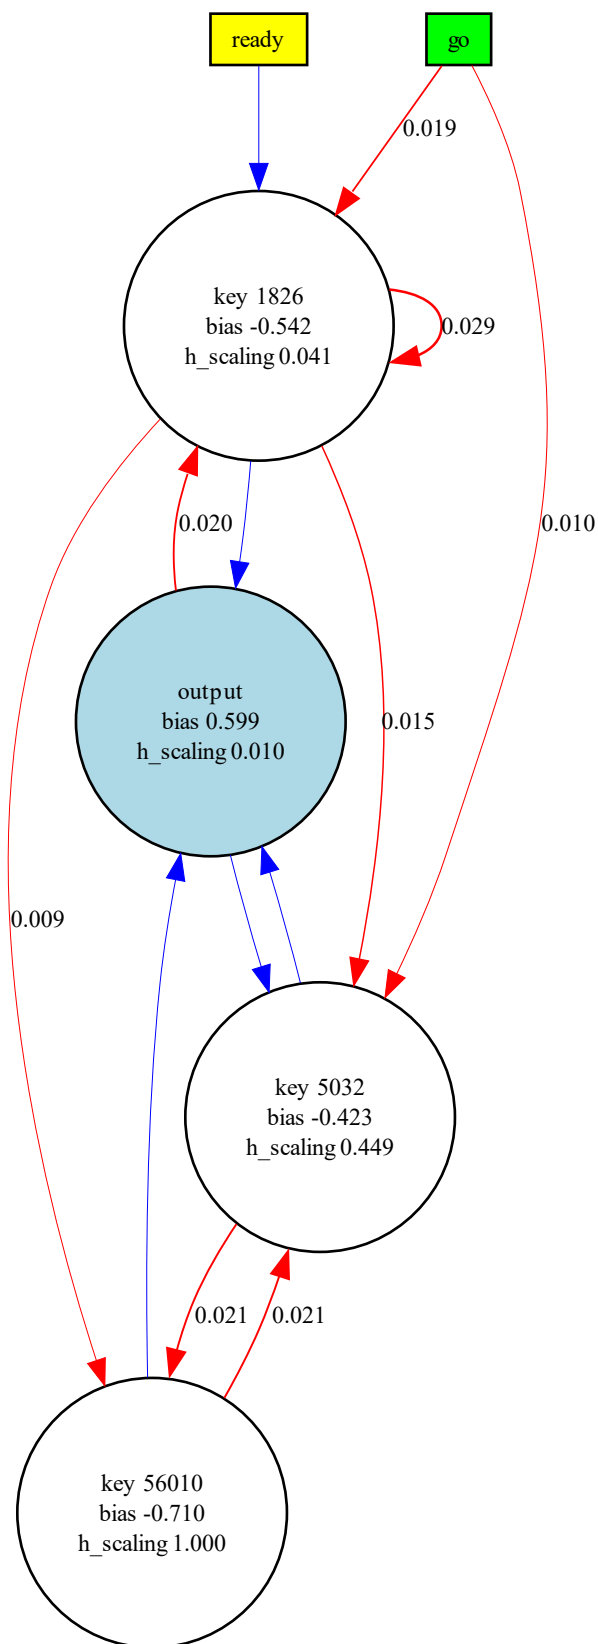 ready
go
0.019
key 1826
bias -0.542
h_scaling 0.041
0.029
0.020
0.010
output
bias 0.599
h_scaling 0.010
0.015
0.009
key 5032
bias -0.423
h_scaling 0.449
0.021
0.021
key 56010
bias -0.710
h_scaling 1.000